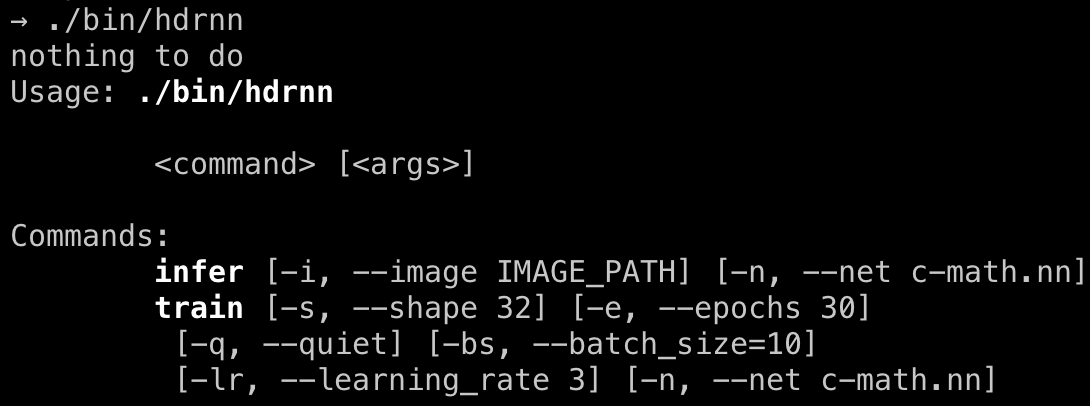 → ./bin/hdrnn
nothing to do
Usage: ./bin/hdrnn
<command> [<args>]
Commands:
infer [-i, --image IMAGE_PATH] [-n, --net c-math.nn]
train [-s, --shape 32] [-e, --epochs 30]
[-q, --quiet] [-bs, --batch_size=10]
[-lr, --learning_rate 3] [-n, --net c-math.nn]